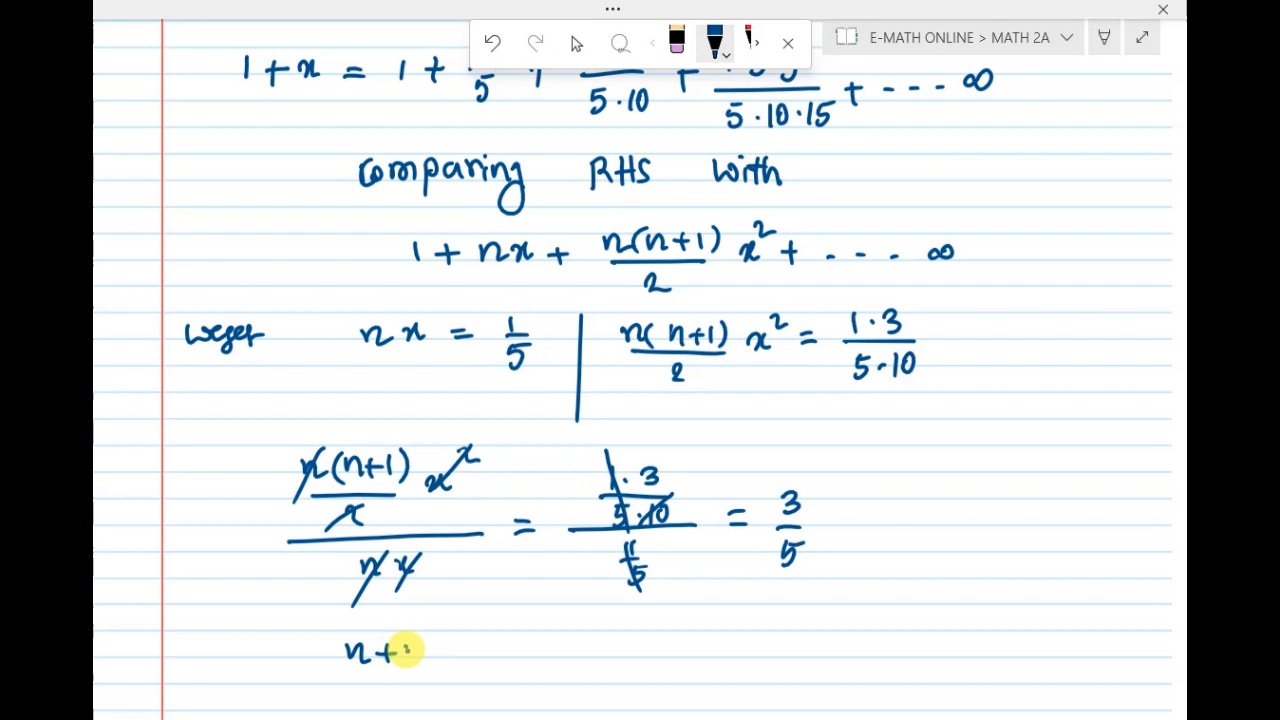 ...
E-MATH ONLINE > MATH 2A
1 + x = 1 + /5 + /5·10 + /5·10·15 + - - - ∞
Comparing RHS with
1 + nx + n(n+1)/2 x² + - - - ∞
weget nx = 1/5 | n(n+1)/2 x² = 1·3/5·10
(n(n+1)/2 x²)/(nx) = (1·3/5·10)/(1/5) = 3/5
n+